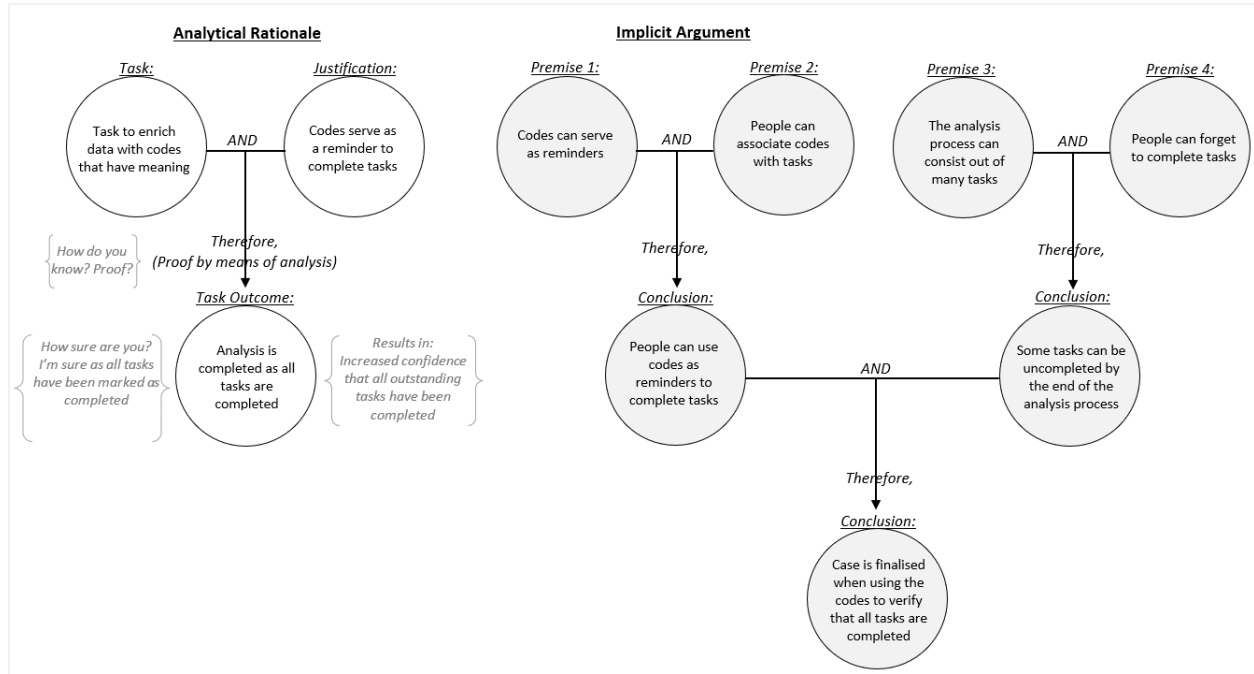 Analytical Rationale
Implicit Argument
Task:
Justification:
Premise 1:
Premise 2:
Premise 3:
Premise 4:
Task to enrich
data with codes
that have meaning
AND
Codes serve as
a reminder to
complete tasks
Codes can serve
as reminders
AND
People can
associate codes
with tasks
The analysis
process can
consist out of
many tasks
AND
People can forget
to complete tasks
How do you
know? Proof?
Therefore,
(Proof by means of analysis)
Therefore,
Therefore,
Task Outcome:
Conclusion:
Conclusion:
How sure are you?
I'm sure as all tasks
have been marked as
completed
Analysis is
completed as all
tasks are
completed
Results in:
Increased confidence
that all outstanding
tasks have been
completed
People can use
codes as
reminders to
complete tasks
AND
Some tasks can be
uncompleted by
the end of the
analysis process
Therefore,
Conclusion:
Case is finalised
when using the
codes to verify
that all tasks are
completed